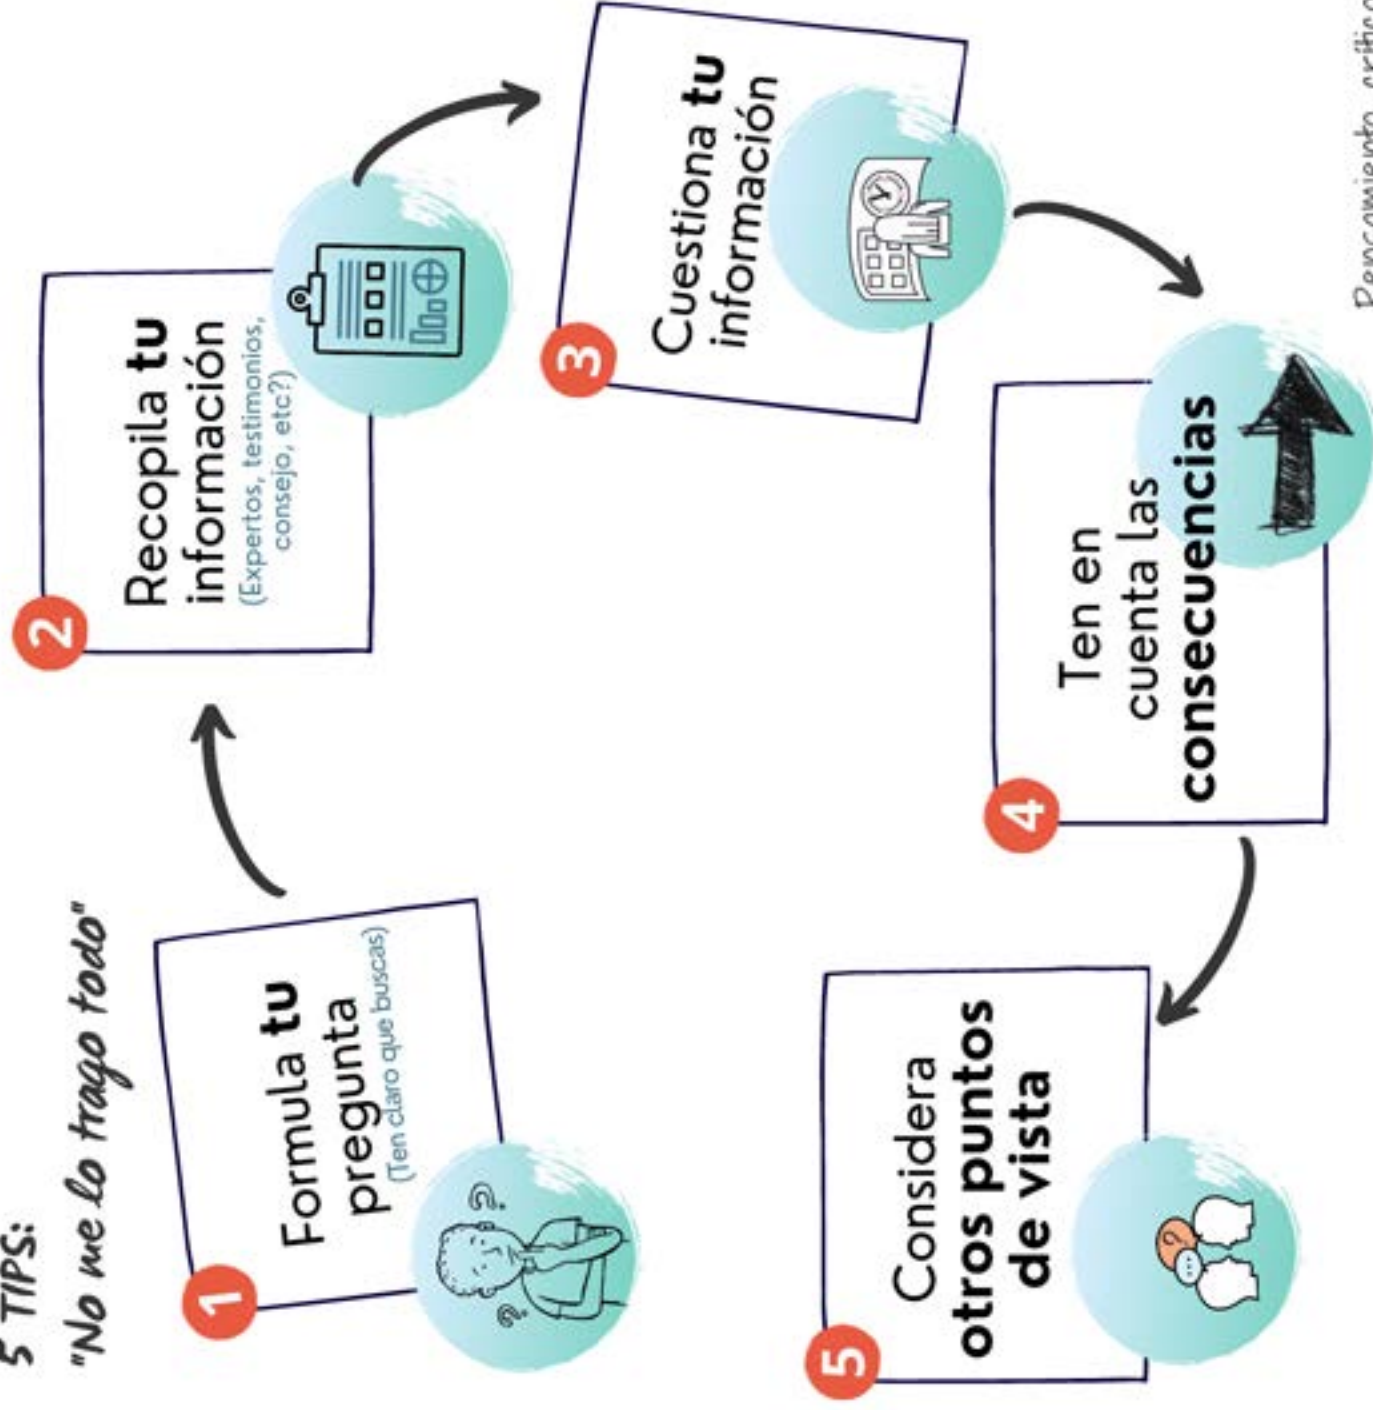 5 TIPS:
"No me lo trago todo"
1
Formula tu
pregunta
(Ten claro que buscas)
2
Recopila tu
información
(Expertos, testimonios,
consejo, etc?)
3
Cuestiona tu
información
4
Ten en
cuenta las
consecuencias
5
Considera
otros puntos
de vista
Pensamiento crítico